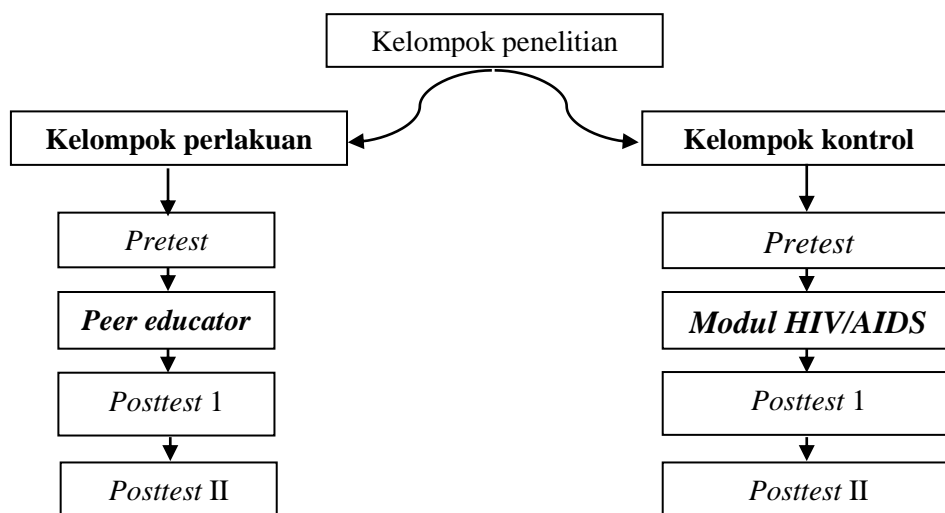 Kelompok penelitian
Kelompok perlakuan
Kelompok kontrol
Pretest
Pretest
Peer educator
Modul HIV/AIDS
Posttest 1
Posttest 1
Posttest II
Posttest II